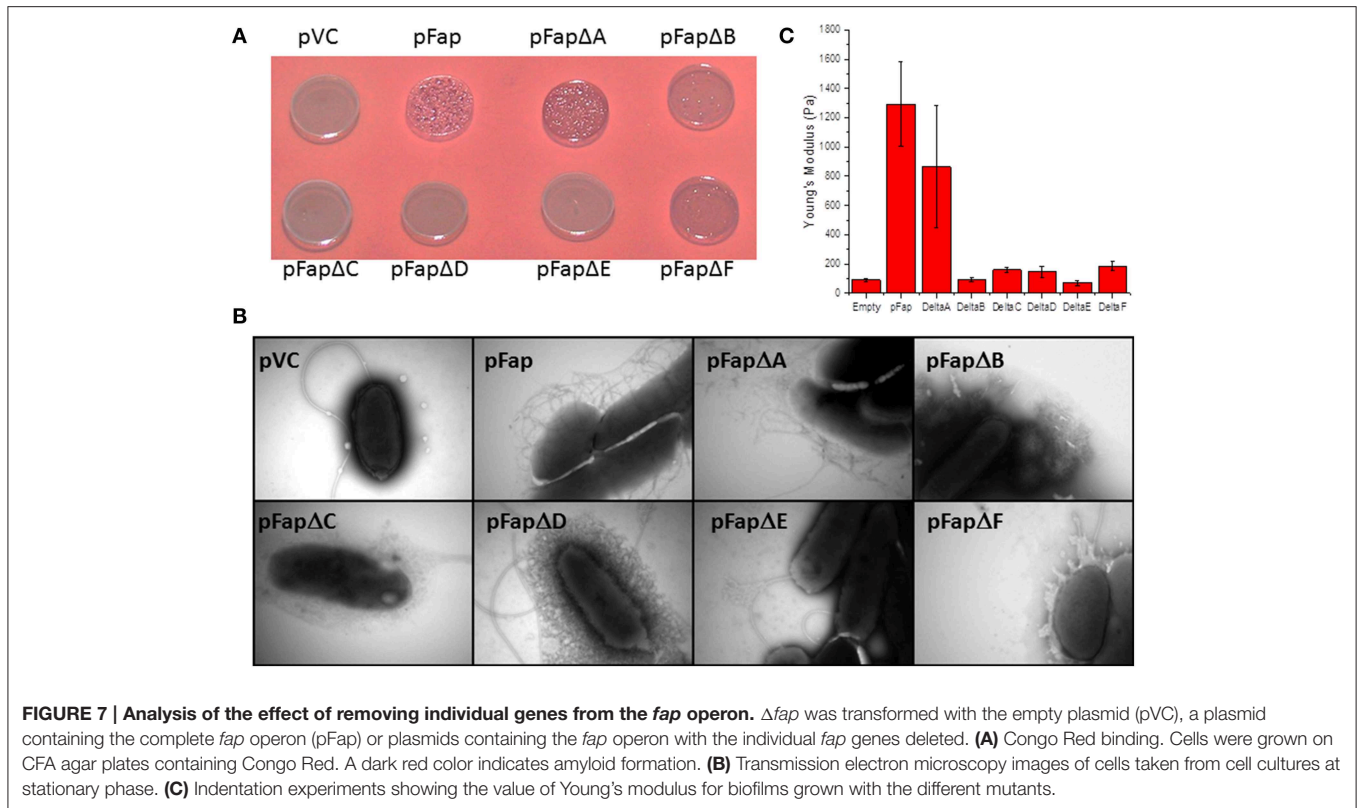 A
pVC pFap pFapΔA pFapΔB
pFapΔC pFapΔD pFapΔE pFapΔF
C
Young's Modulus (Pa)
1800
1600
1400
1200
1000
800
600
400
200
0
Empty pFap DeltaA DeltaB DeltaC DeltaD DeltaE DeltaF
B
pVC pFap pFapΔA pFapΔB
pFapΔC pFapΔD pFapΔE pFapΔF
FIGURE 7 | Analysis of the effect of removing individual genes from the fap operon. Δfap was transformed with the empty plasmid (pVC), a plasmid
containing the complete fap operon (pFap) or plasmids containing the fap operon with the individual fap genes deleted. (A) Congo Red binding. Cells were grown on
CFA agar plates containing Congo Red. A dark red color indicates amyloid formation. (B) Transmission electron microscopy images of cells taken from cell cultures at
stationary phase. (C) Indentation experiments showing the value of Young's modulus for biofilms grown with the different mutants.